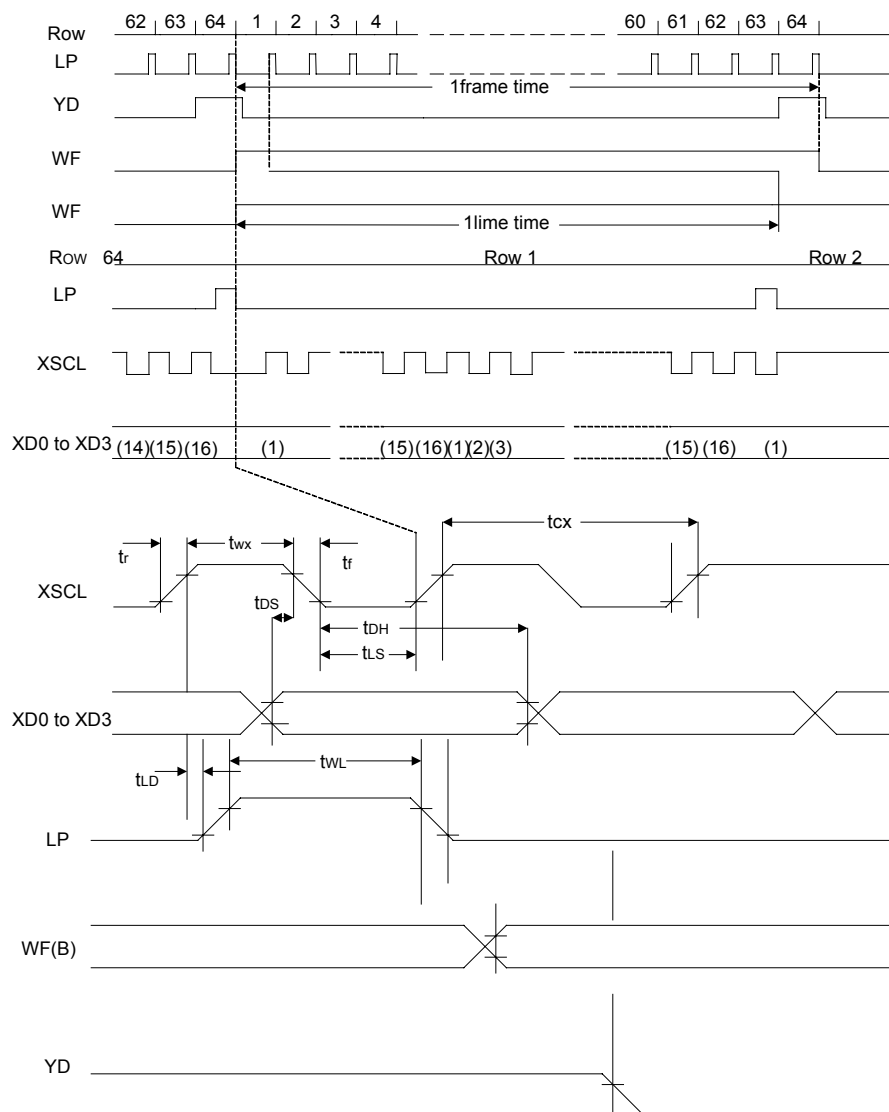 Row 62 63 64 1 2 3 4 60 61 62 63 64
LP
1frame time
YD
WF
WF
1lime time
Row 64 Row 1 Row 2
LP
XSCL
XD0 to XD3 (14)(15)(16) (1) (15)(16)(1)(2)(3) (15) (16) (1)
tr twx tf tcx
XSCL
tDS
tDH
tLS
XD0 to XD3
tLD tWL
LP
WF(B)
YD